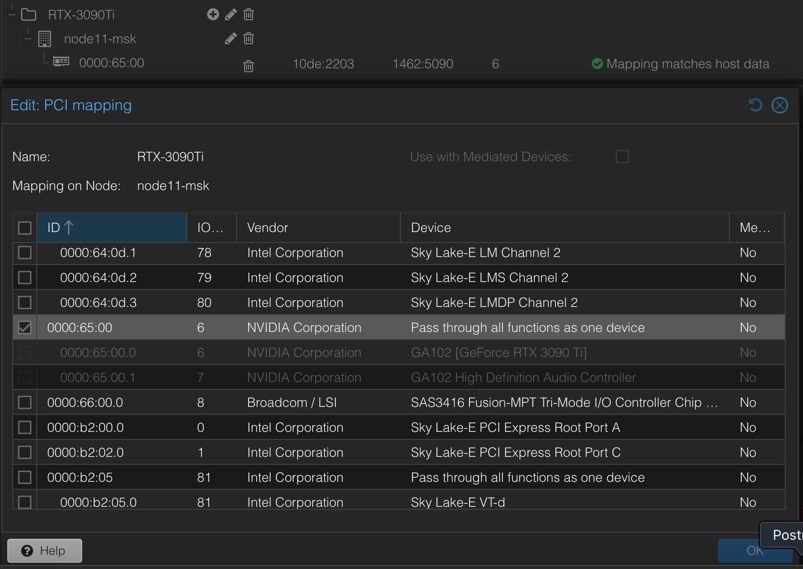 RTX-3090Ti
node11-msk
0000:65:00 10de:2203 1462:5090 6 Mapping matches host data
Edit: PCI mapping
Name: RTX-3090Ti Use with Mediated Devices:
Mapping on Node: node11-msk
ID IO... Vendor Device Me...
0000:64:0d.1 78 Intel Corporation Sky Lake-E LM Channel 2 No
0000:64:0d.2 79 Intel Corporation Sky Lake-E LMS Channel 2 No
0000:64:0d.3 80 Intel Corporation Sky Lake-E LMDP Channel 2 No
0000:65:00 6 NVIDIA Corporation Pass through all functions as one device No
0000:65:00.0 6 NVIDIA Corporation GA102 [GeForce RTX 3090 Ti] No
0000:65:00.1 7 NVIDIA Corporation GA102 High Definition Audio Controller No
0000:66:00.0 8 Broadcom / LSI SAS3416 Fusion-MPT Tri-Mode I/O Controller Chip ... No
0000:b2:00.0 0 Intel Corporation Sky Lake-E PCI Express Root Port A No
0000:b2:02.0 1 Intel Corporation Sky Lake-E PCI Express Root Port C No
0000:b2:05 81 Intel Corporation Pass through all functions as one device No
0000:b2:05.0 81 Intel Corporation Sky Lake-E VT-d No
Help OK